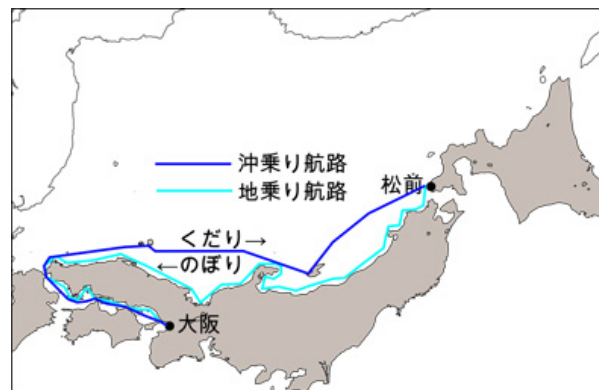 沖乗り航路
地乗り航路
松前
くだり→
←のぼり
大阪